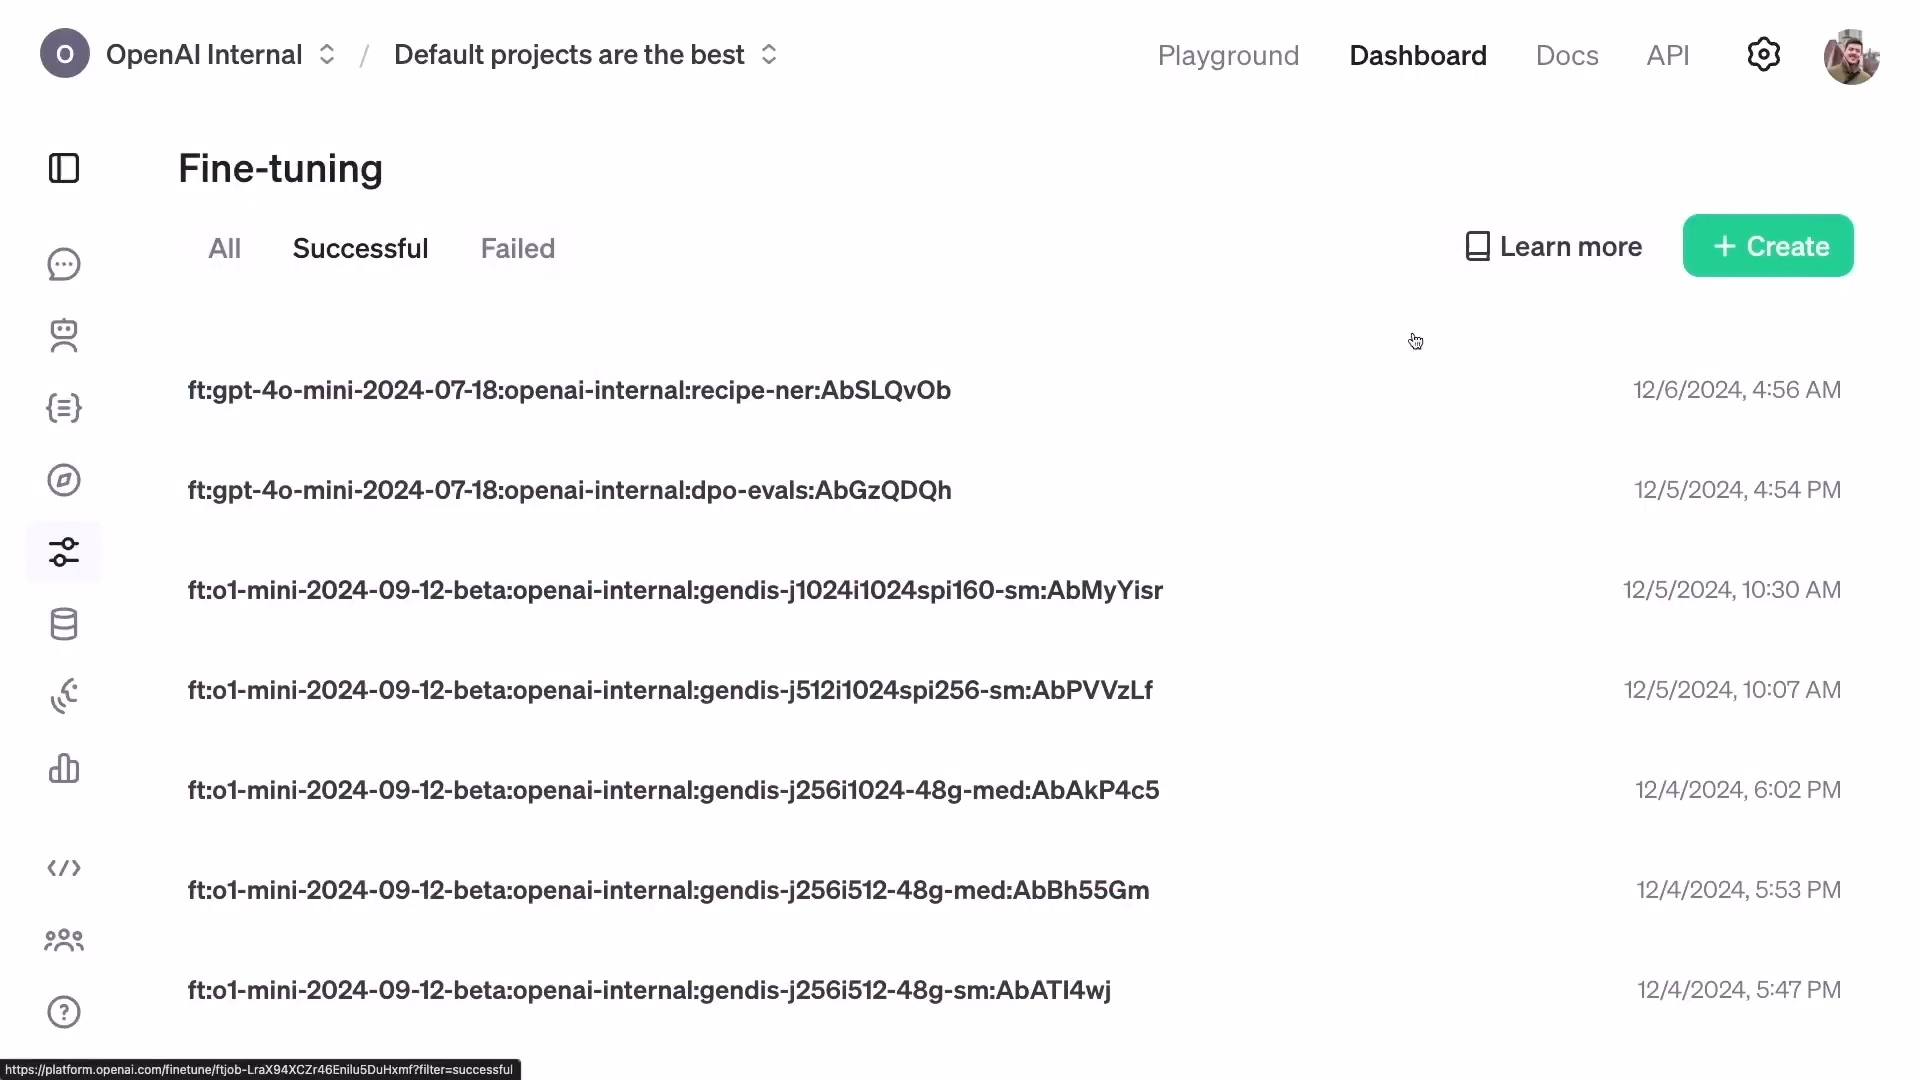 O OpenAI Internal / Default projects are the best Playground Dashboard Docs API
Fine-tuning
All Successful Failed Learn more + Create
ft:gpt-4o-mini-2024-07-18:openai-internal:recipe-ner:AbSLQvOb 12/6/2024, 4:56 AM
ft:gpt-4o-mini-2024-07-18:openai-internal:dpo-evals:AbGzQDQh 12/5/2024, 4:54 PM
ft:o1-mini-2024-09-12-beta:openai-internal:gendis-j1024i1024spi160-sm:AbMyYisr 12/5/2024, 10:30 AM
ft:o1-mini-2024-09-12-beta:openai-internal:gendis-j512i1024spi256-sm:AbPVVzLf 12/5/2024, 10:07 AM
ft:o1-mini-2024-09-12-beta:openai-internal:gendis-j256i1024-48g-med:AbAkP4c5 12/4/2024, 6:02 PM
ft:o1-mini-2024-09-12-beta:openai-internal:gendis-j256i512-48g-med:AbBh55Gm 12/4/2024, 5:53 PM
ft:o1-mini-2024-09-12-beta:openai-internal:gendis-j256i512-48g-sm:AbATI4wj 12/4/2024, 5:47 PM
https://platform.openai.com/finetune/ftjob-LraX94XCZr46Enilu5DuHxmf?filter=successful